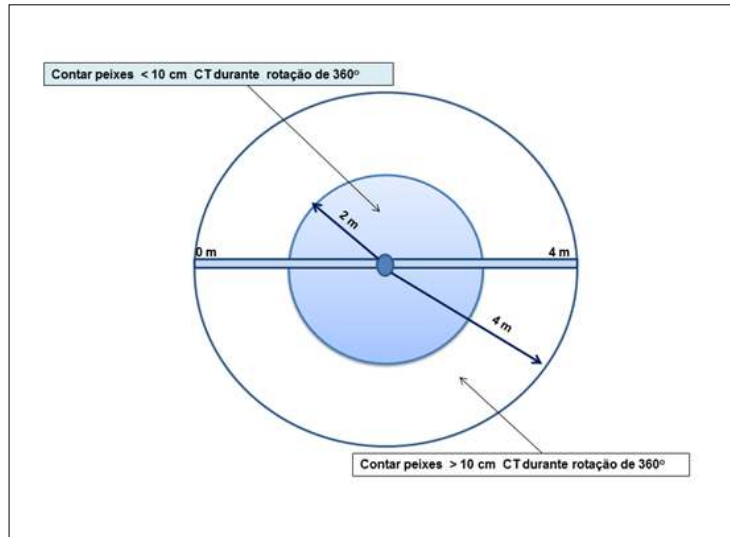 Contar peixes < 10 cm CT durante rotação de 360º
2 m
0 m
4 m
4 m
Contar peixes > 10 cm CT durante rotação de 360º